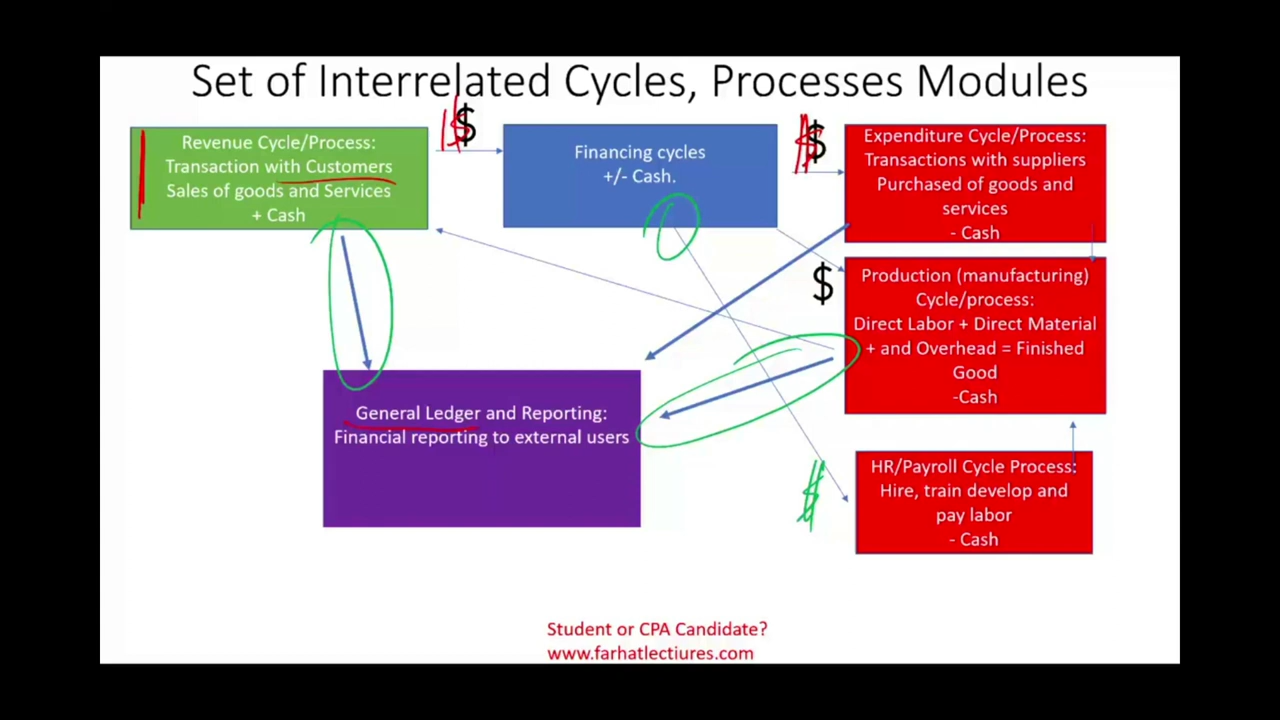 Set of Interrelated Cycles, Processes Modules
Revenue Cycle/Process:
Transaction with Customers
Sales of goods and Services
+ Cash
$
Financing cycles
+/- Cash.
$
Expenditure Cycle/Process:
Transactions with suppliers
Purchased of goods and
services
- Cash
$
Production (manufacturing)
Cycle/process:
Direct Labor + Direct Material
+ and Overhead = Finished
Good
-Cash
General Ledger and Reporting:
Financial reporting to external users
$
HR/Payroll Cycle Process:
Hire, train develop and
pay labor
- Cash
Student or CPA Candidate?
www.farhatlectiures.com